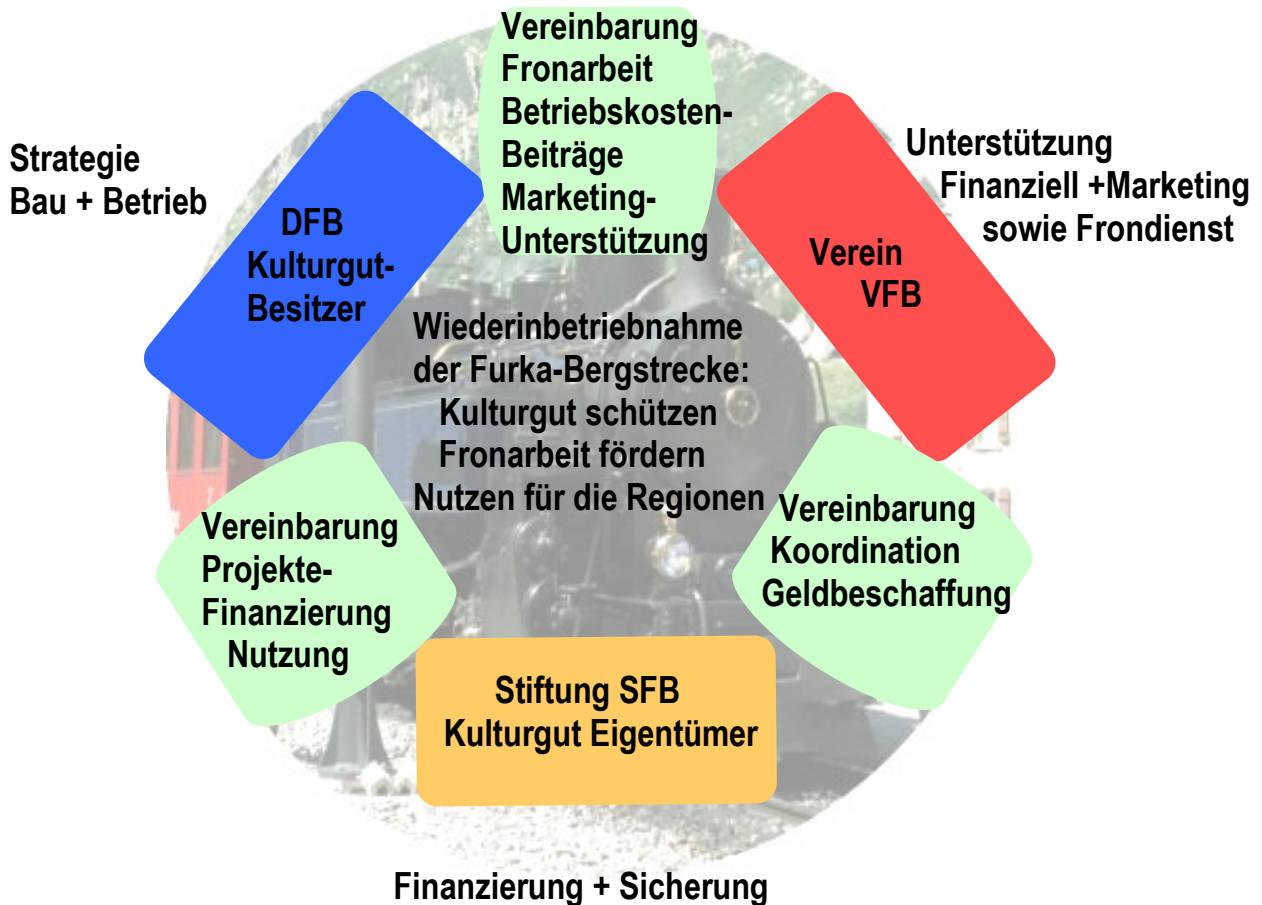 Vereinbarung
Fronarbeit
Betriebskosten-
Beiträge
Marketing-
Unterstützung
Strategie
Bau + Betrieb
Unterstützung
Finanziell +Marketing
sowie Frondienst
DFB
Kulturgut-
Besitzer
Verein
VFB
Wiederinbetriebnahme
der Furka-Bergstrecke:
Kulturgut schützen
Fronarbeit fördern
Nutzen für die Regionen
Vereinbarung
Projekte-
Finanzierung
Nutzung
Vereinbarung
Koordination
Geldbeschaffung
Stiftung SFB
Kulturgut Eigentümer
Finanzierung + Sicherung